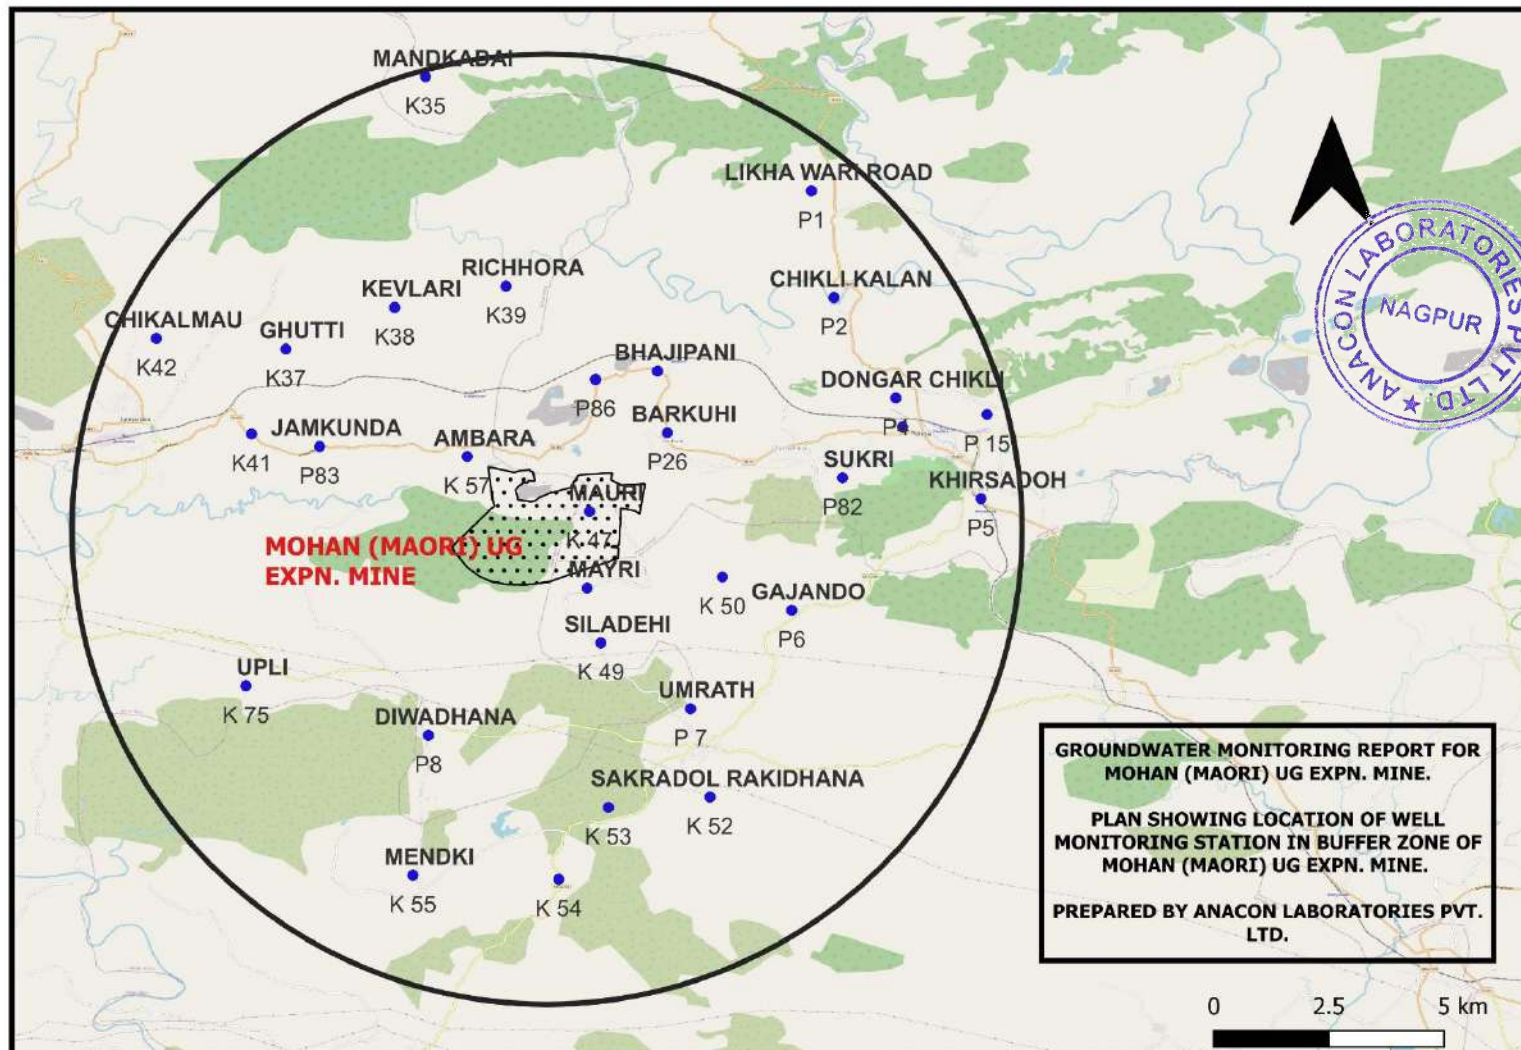 MANDKADAI
K35
LIKHA WARI ROAD
P1
RICHHORA
K39
KEVLARI
K38
CHIKLI KALAN
P2
CHIKALMAU
K42
GHUTTI
K37
BHAJIPANI
P86
DONGAR CHIKLI
P4
P 15
BARKUHI
P26
JAMKUNDA
K41
P83
AMBARA
K 57
SUKRI
P82
KHIRSADOH
P5
MAURI
K 47
MOHAN (MAORI) UG
EXPN. MINE
MAYRI
K 50
GAJANDO
P6
SILADEHI
K 49
UPLI
K 75
UMRATH
P 7
DIWADHANA
P8
SAKRADOL RAKIDHANA
K 53
K 52
MENDKI
K 55
K 54
ANACON LABORATORIES PVT. LTD.
NAGPUR
GROUNDWATER MONITORING REPORT FOR
MOHAN (MAORI) UG EXPN. MINE.
PLAN SHOWING LOCATION OF WELL
MONITORING STATION IN BUFFER ZONE OF
MOHAN (MAORI) UG EXPN. MINE.
PREPARED BY ANACON LABORATORIES PVT.
LTD.
0 2.5 5 km